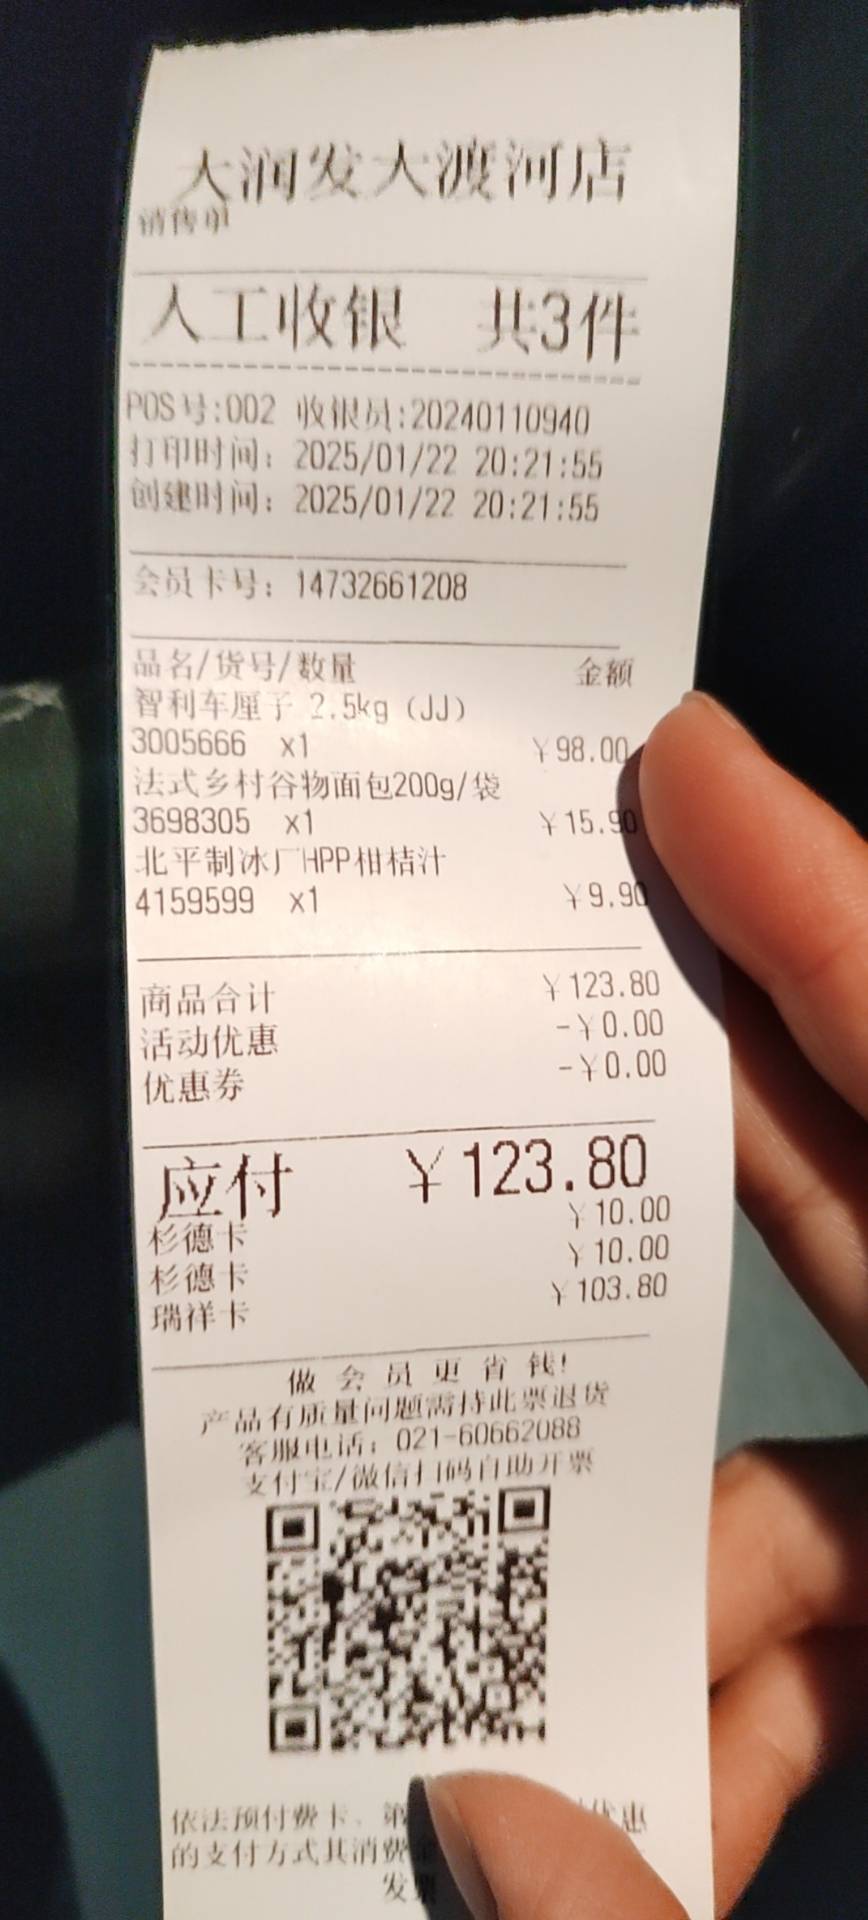 大润发大渡河店
销售单
人工收银 共3件
POS号:002 收银员:20240110940
打印时间: 2025/01/22 20:21:55
创建时间: 2025/01/22 20:21:55
会员卡号: 14732661208
品名/货号/数量 金额
智利车厘子 2.5kg (JJ)
3005666 x1 ￥98.00
法式乡村谷物面包200g/袋
3698305 x1 ￥15.90
北平制冰厂HPP柑桔汁
4159599 x1 ￥9.90
商品合计 ￥123.80
活动优惠 -￥0.00
优惠券 -￥0.00
应付 ￥123.80
杉德卡 ￥10.00
杉德卡 ￥10.00
瑞祥卡 ￥103.80
做会员更省钱!
产品有质量问题需持此票退货
客服电话: 021-60662088
支付宝/微信扫码自助开票
依法预付费卡、第 优惠
的支付方式其消费
发票